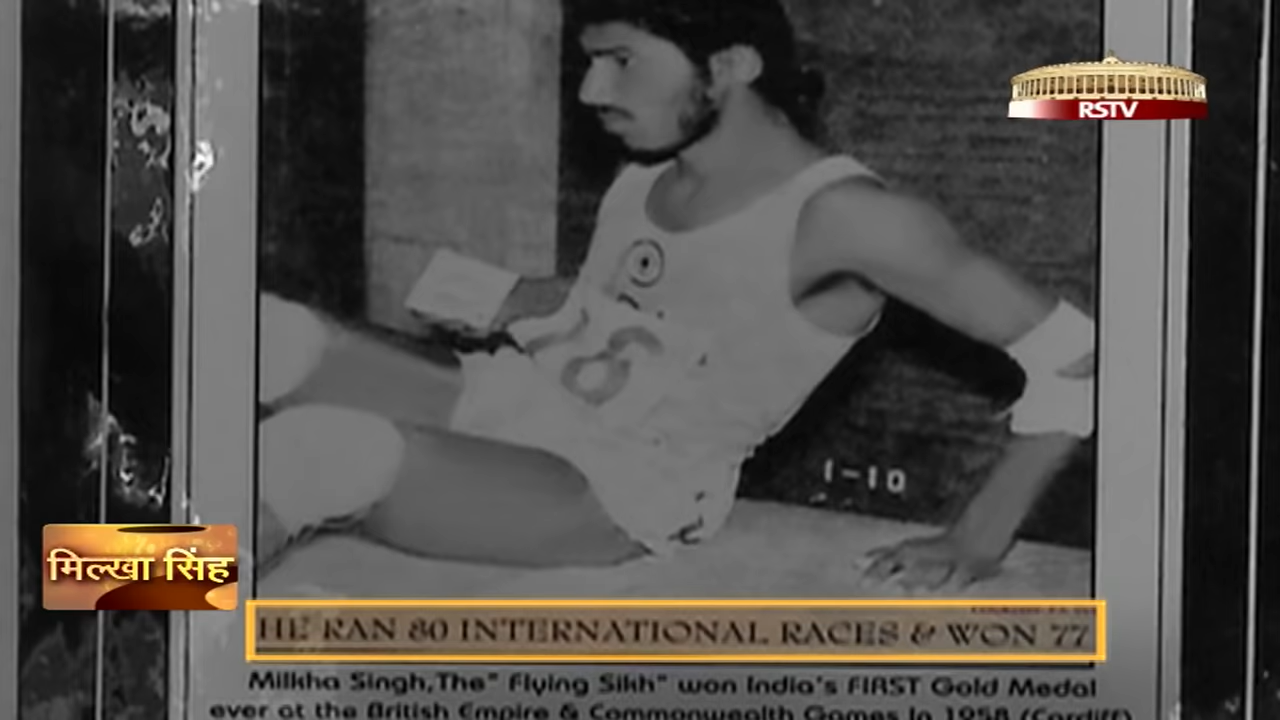 RSTV
1-10
मिल्खा सिंह
HE RAN 80 INTERNATIONAL RACES & WON 77
Milkha Singh,The" Flying Sikh" won India's FIRST Gold Medal
ever at the British Empire & Commonwealth Games In 1958 (Cardiff)